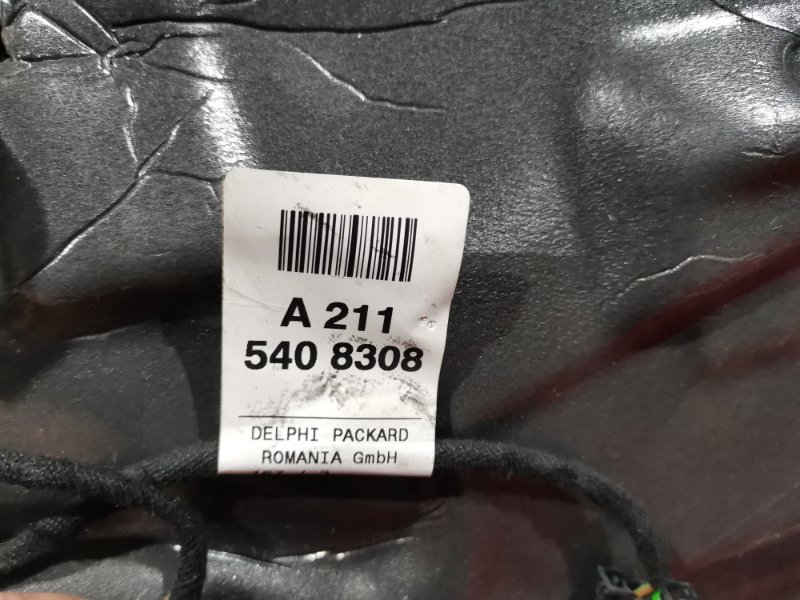 A 211
540 8308
DELPHI PACKARD
ROMANIA GmbH